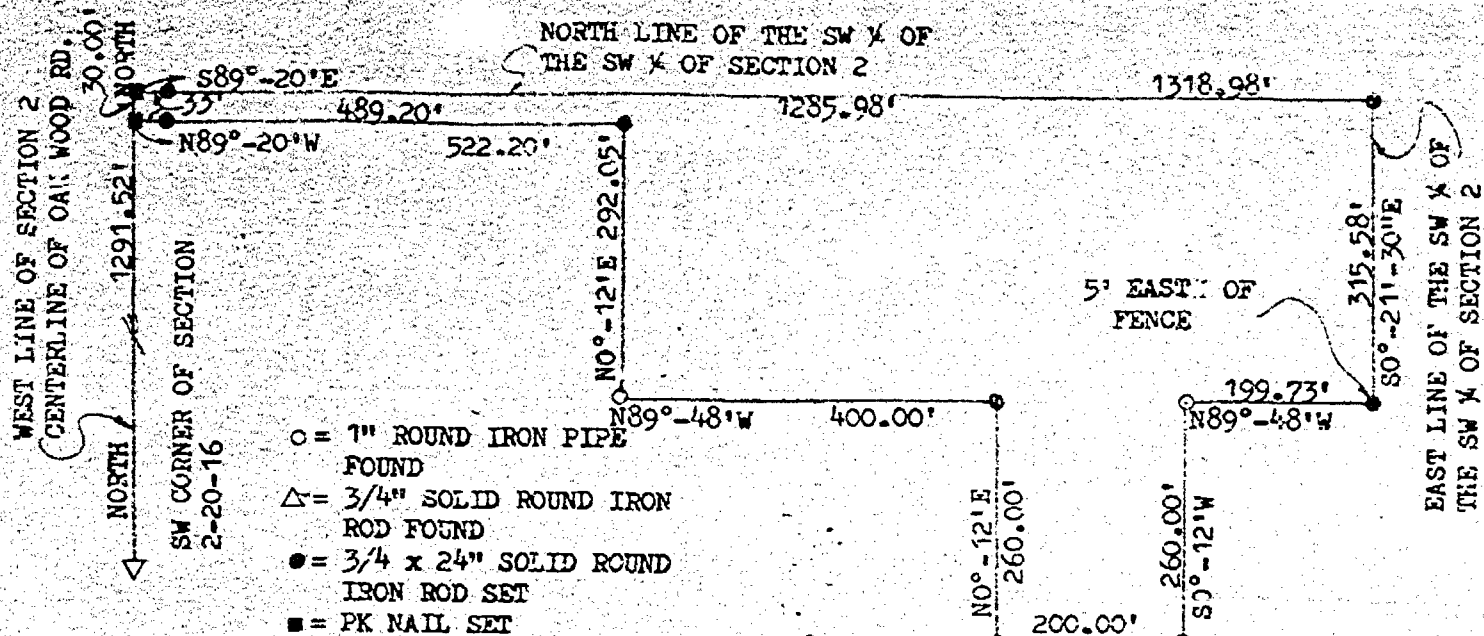 NORTH LINE OF THE SW ¼ OF
THE SW ¼ OF SECTION 2
WEST LINE OF SECTION 2
CENTERLINE OF OAK WOOD RD.
30.00'
NORTH
S89°-20'E
33'
489.20'
1285.98'
1318.98'
N89°-20'W
522.20'
1291.52'
NORTH
SW CORNER OF SECTION
2-20-16
N0°-12'E 292.05'
315.58'
S0°-21'-30"E
EAST LINE OF THE SW ¼ OF
THE SW ¼ OF SECTION 2
5' EAST OF
FENCE
199.73'
N89°-48'W
400.00'
N89°-48'W
○ = 1" ROUND IRON PIPE
FOUND
△ = 3/4" SOLID ROUND IRON
ROD FOUND
● = 3/4 x 24" SOLID ROUND
IRON ROD SET
■ = PK NAIL SET
N0°-12'E
260.00'
260.00'
S0°-12'W
200.00'